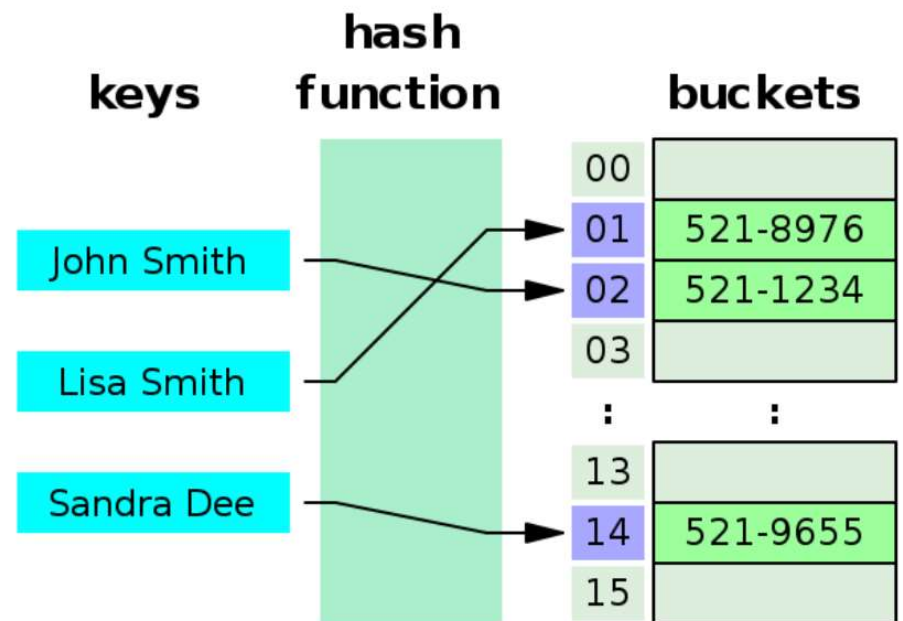 keys
hash
function
buckets
John Smith
Lisa Smith
Sandra Dee
00
01 521-8976
02 521-1234
03
: :
13
14 521-9655
15